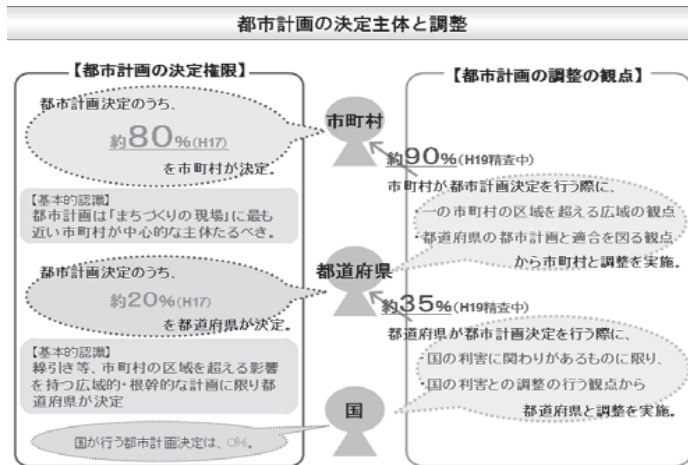 都市計画の決定主体と調整
【都市計画の決定権限】
都市計画決定のうち、
約80%(H17)
を市町村が決定。
【基本的認識】
都市計画は「まちづくりの現場」に最も
近い市町村が中心的な主体たるべき。
都市計画決定のうち、
約20%(H17)
を都道府県が決定。
【基本的認識】
線引き等、市町村の区域を超える影響
を持つ広域的・根幹的な計画に限り都
道府県が決定
国が行う都市計画決定は、0%。
市町村
都道府県
国
【都市計画の調整の観点】
約90%(H19精査中)
市町村が都市計画決定を行う際に、
・一の市町村の区域を超える広域の観点
・都道府県の都市計画と適合を図る観点
から市町村と調整を実施。
約35%(H19精査中)
都道府県が都市計画決定を行う際に、
・国の利害に関わりがあるものに限り、
・国の利害との調整の行う観点から
都道府県と調整を実施。